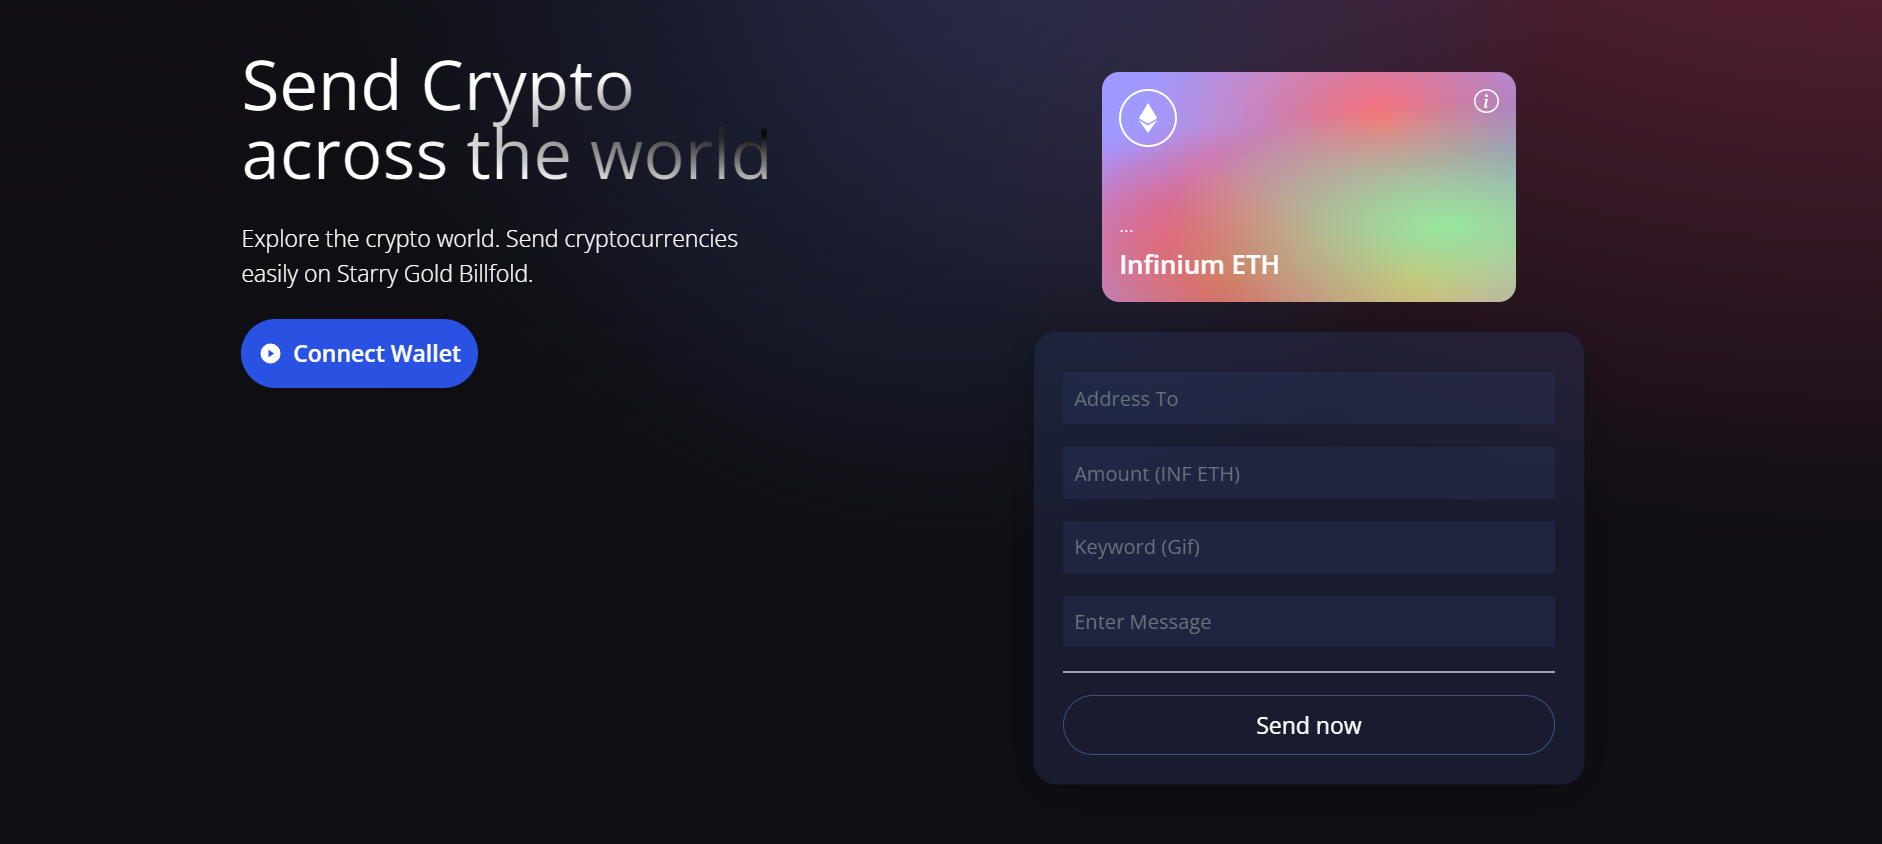 Send Crypto
across the world
Explore the crypto world. Send cryptocurrencies
easily on Starry Gold Billfold.
Connect Wallet
i
...
Infinium ETH
Address To
Amount (INF ETH)
Keyword (Gif)
Enter Message
Send now